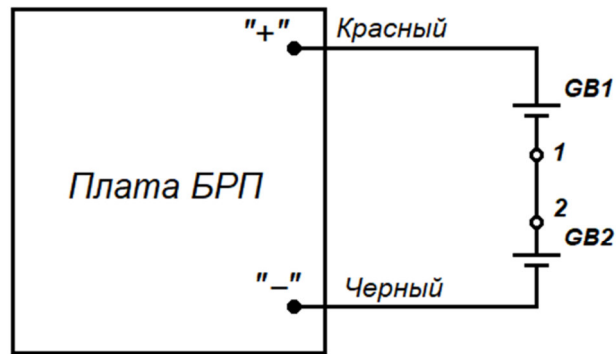 "+"
Красный
GB1
1
Плата БРП
2
GB2
"–"
Черный